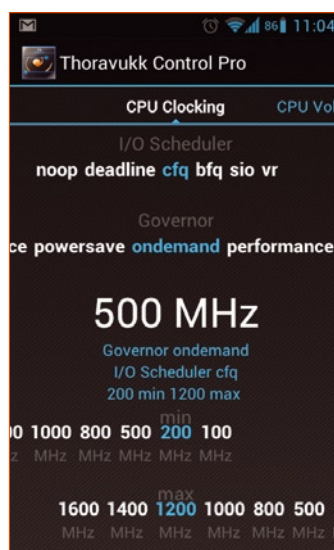 86 11:04
Thoravukk Control Pro
CPU Clocking CPU Vol
I/O Scheduler
noop deadline cfq bfq sio vr
Governor
ce powersave ondemand performance
500 MHz
Governor ondemand
I/O Scheduler cfq
200 min 1200 max
min
00 1000 800 500 200 100
z MHz MHz MHz MHz MHz
max
1600 1400 1200 1000 800 500
MHz MHz MHz MHz MHz MHz